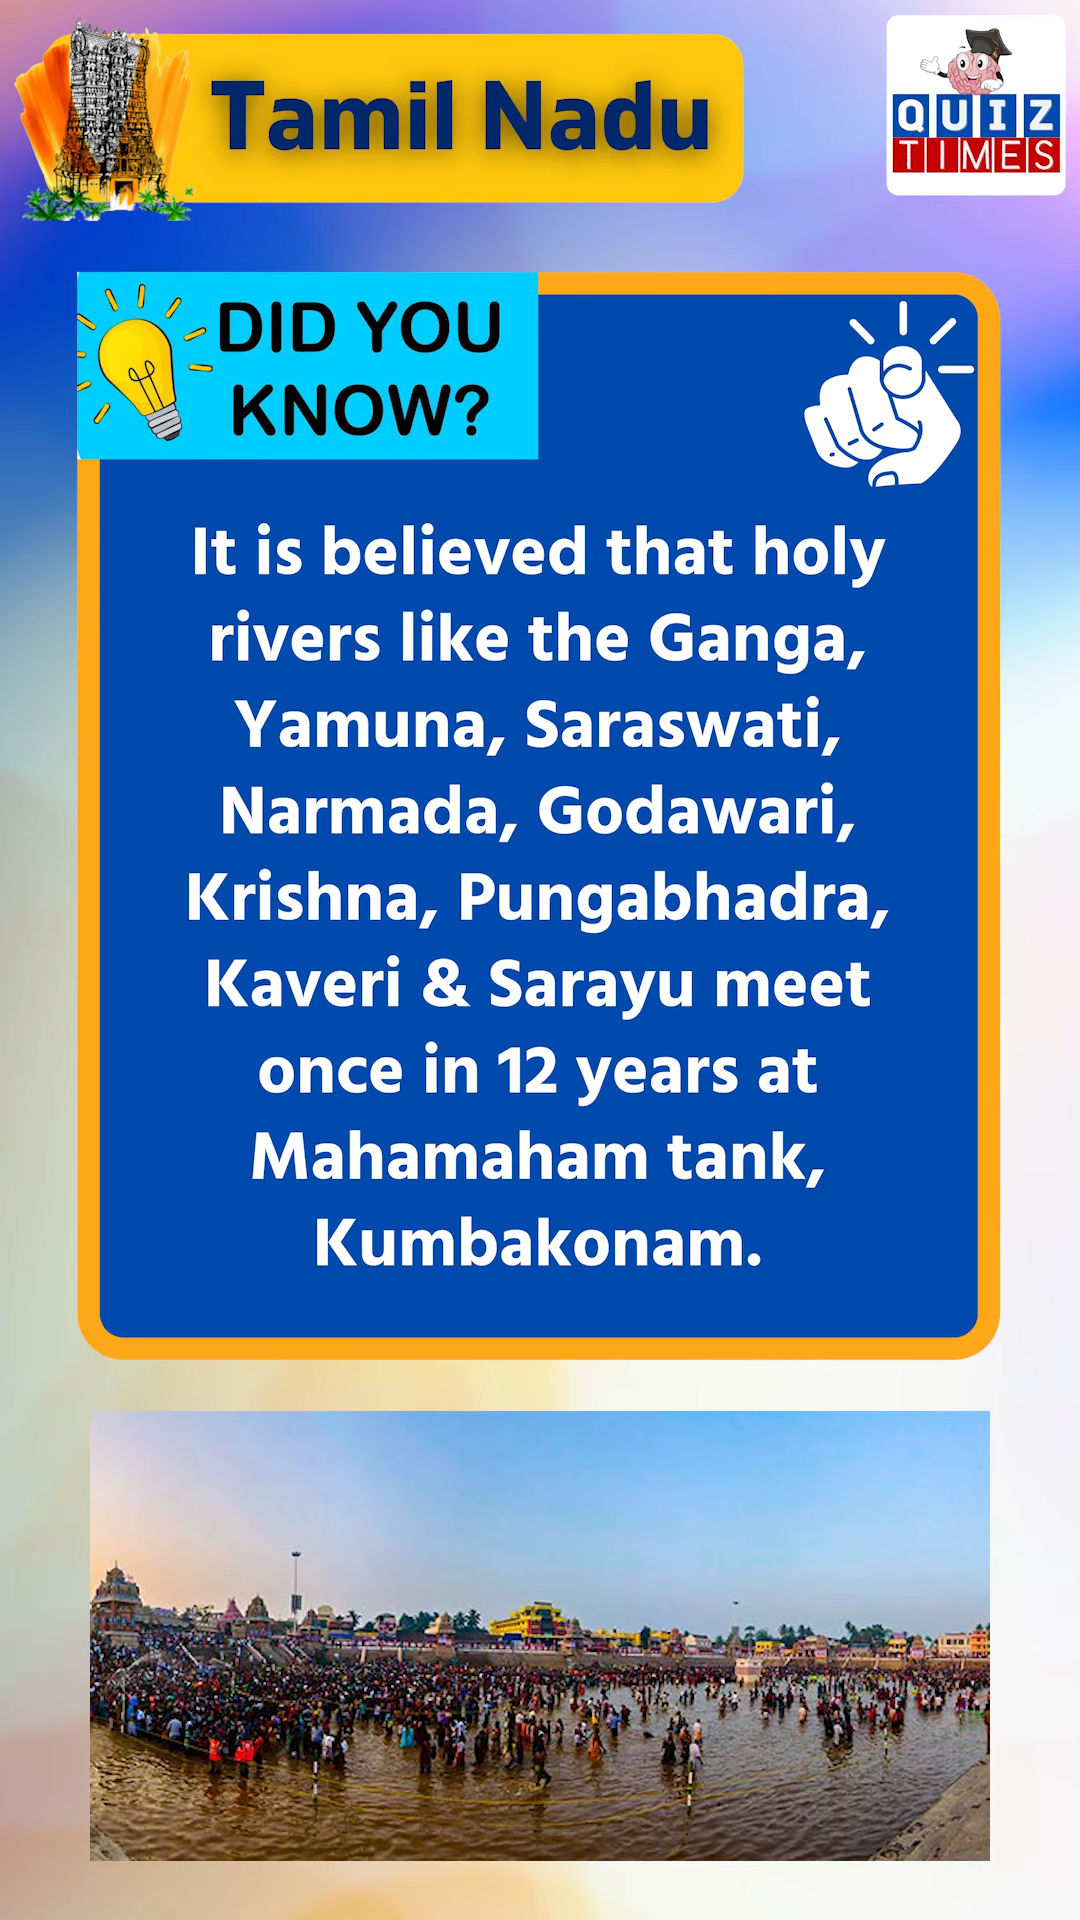 Tamil Nadu
QUIZ
TIMES
DID YOU
KNOW?
It is believed that holy
rivers like the Ganga,
Yamuna, Saraswati,
Narmada, Godawari,
Krishna, Pungabhadra,
Kaveri & Sarayu meet
once in 12 years at
Mahamaham tank,
Kumbakonam.